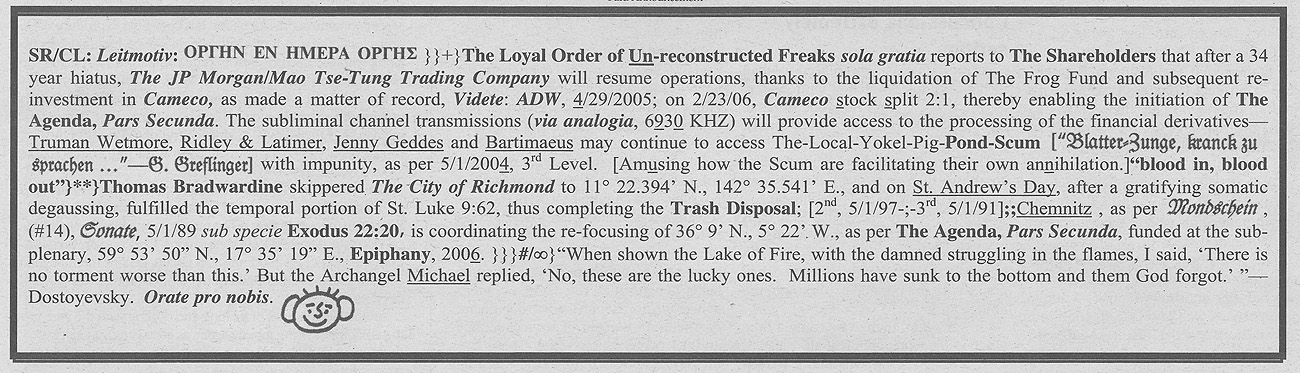 SR/CL: Leitmotiv: ΟΡΓΗΝ ΕΝ ΗΜΕΡΑ ΟΡΓΗΣ }}+}The Loyal Order of Un-reconstructed Freaks sola gratia reports to The Shareholders that after a 34
year hiatus, The JP Morgan/Mao Tse-Tung Trading Company will resume operations, thanks to the liquidation of The Frog Fund and subsequent re-
investment in Cameco, as made a matter of record, Videte: ADW, 4/29/2005; on 2/23/06, Cameco stock split 2:1, thereby enabling the initiation of The
Agenda, Pars Secunda. The subliminal channel transmissions (via analogia, 6930 KHZ) will provide access to the processing of the financial derivatives—
Truman Wetmore, Ridley & Latimer, Jenny Geddes and Bartimaeus may continue to access The-Local-Yokel-Pig-Pond-Scum [“Blatter-Zunge, kranck zu
sprachen ...”—G. Greflinger] with impunity, as per 5/1/2004, 3rd Level. [Amusing how the Scum are facilitating their own annihilation.]“blood in, blood
out”}**}Thomas Bradwardine skippered The City of Richmond to 11° 22.394’ N., 142° 35.541’ E., and on St. Andrew’s Day, after a gratifying somatic
degaussing, fulfilled the temporal portion of St. Luke 9:62, thus completing the Trash Disposal; [2nd, 5/1/97-;-3rd, 5/1/91];;Chemnitz , as per Mondschein ,
(#14), Sonate, 5/1/89 sub specie Exodus 22:20, is coordinating the re-focusing of 36° 9’ N., 5° 22’ W., as per The Agenda, Pars Secunda, funded at the sub-
plenary, 59° 53’ 50” N., 17° 35’ 19” E., Epiphany, 2006. }}}#/∞}“When shown the Lake of Fire, with the damned struggling in the flames, I said, ‘There is
no torment worse than this.’ But the Archangel Michael replied, ‘No, these are the lucky ones. Millions have sunk to the bottom and them God forgot.’ ”—
Dostoyevsky. Orate pro nobis.